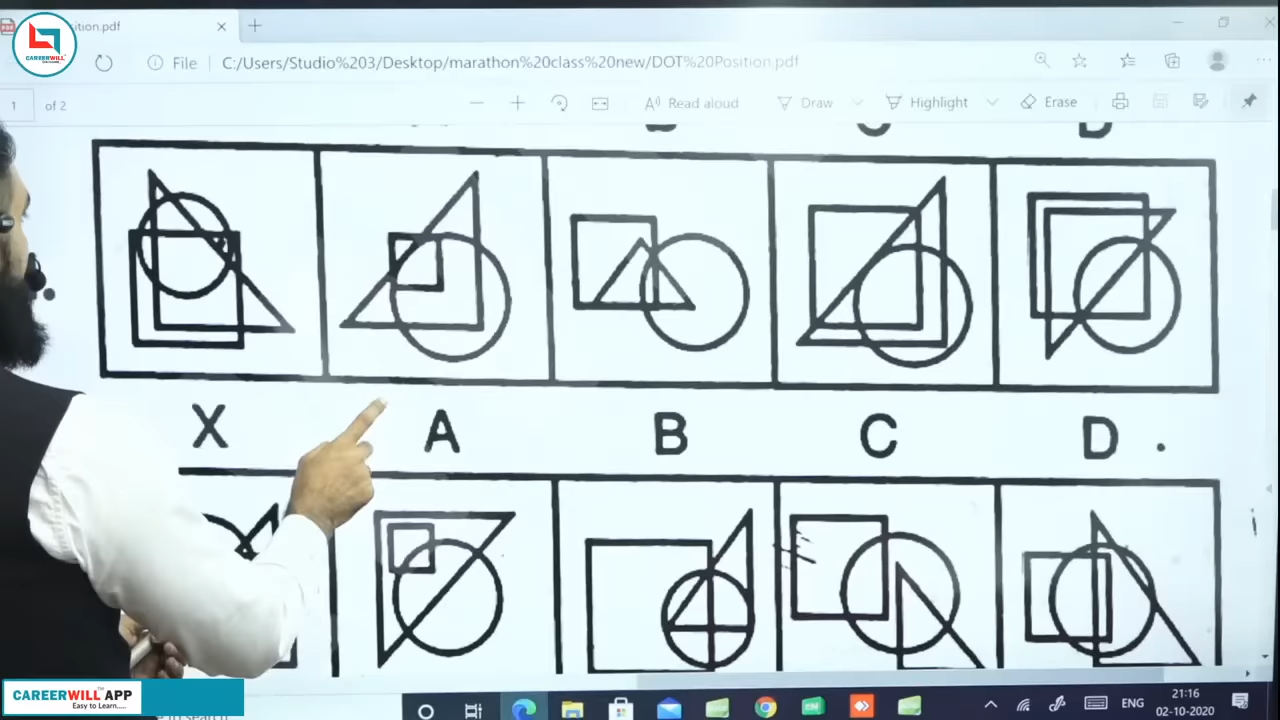 sition.pdf
CAREERWILL
File C:/Users/Studio%203/Desktop/marathon%20class%20new/DOT%20Position.pdf
1 of 2 Read aloud Draw Highlight Erase
X A B C D .
CAREERWILL APP
Easy to Learn.....
ENG
21:16
02-10-2020